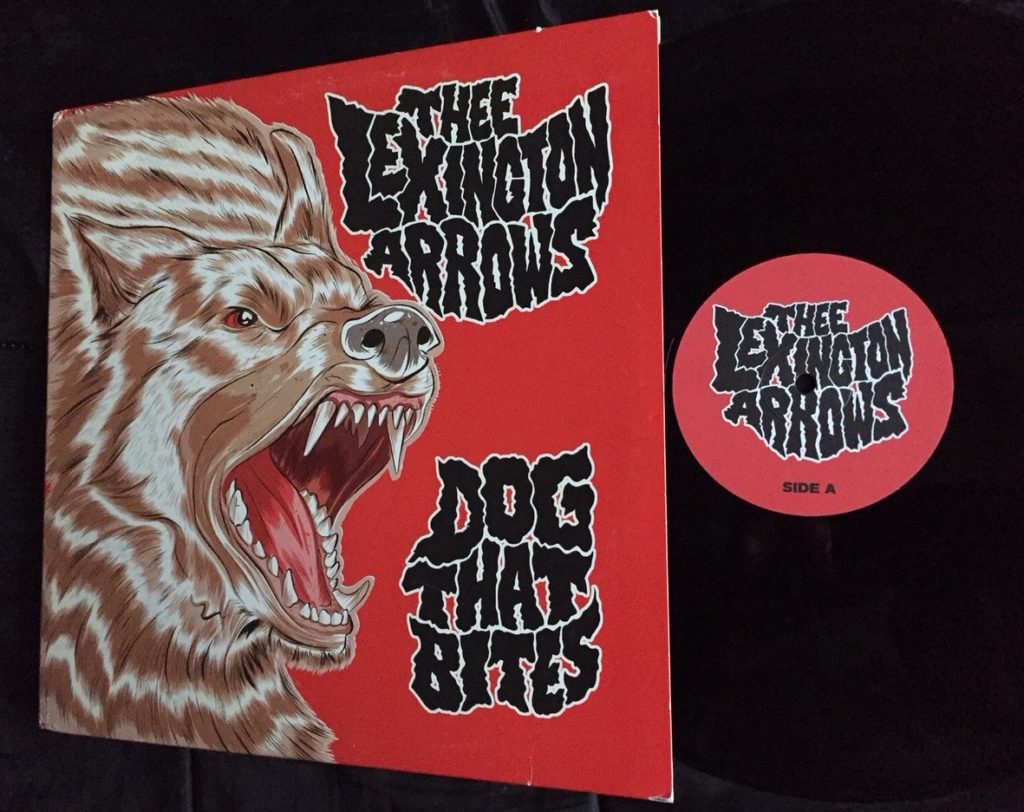 THEE
LEXINGTON
ARROWS
DOG
THAT
BITES
THEE
LEXINGTON
ARROWS
SIDE A